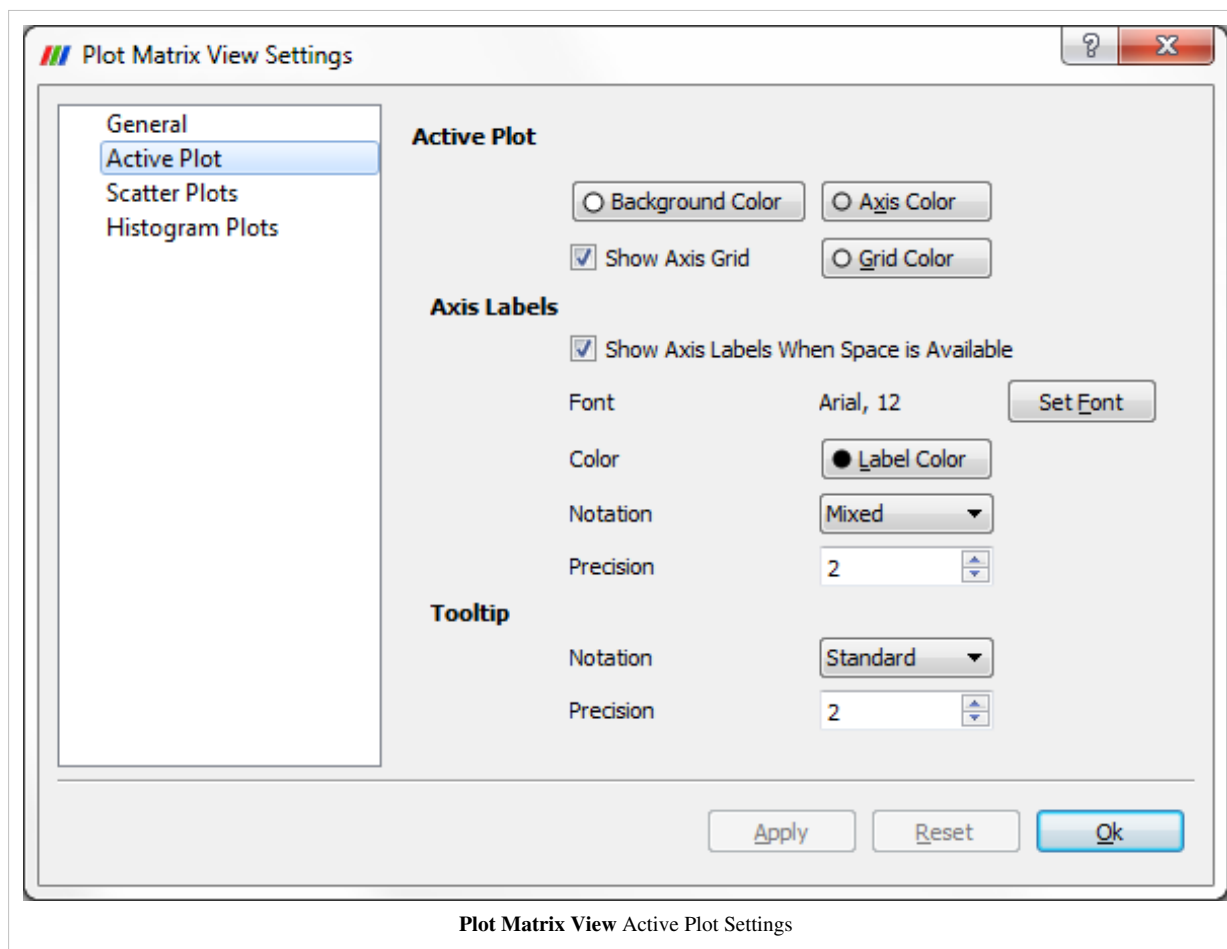 Plot Matrix View Settings
?
X
General
Active Plot
Scatter Plots
Histogram Plots
Active Plot
Background Color Axis Color
Show Axis Grid Grid Color
Axis Labels
Show Axis Labels When Space is Available
Font Arial, 12 Set Font
Color Label Color
Notation Mixed
Precision 2
Tooltip
Notation Standard
Precision 2
Apply Reset Ok
Plot Matrix View Active Plot Settings